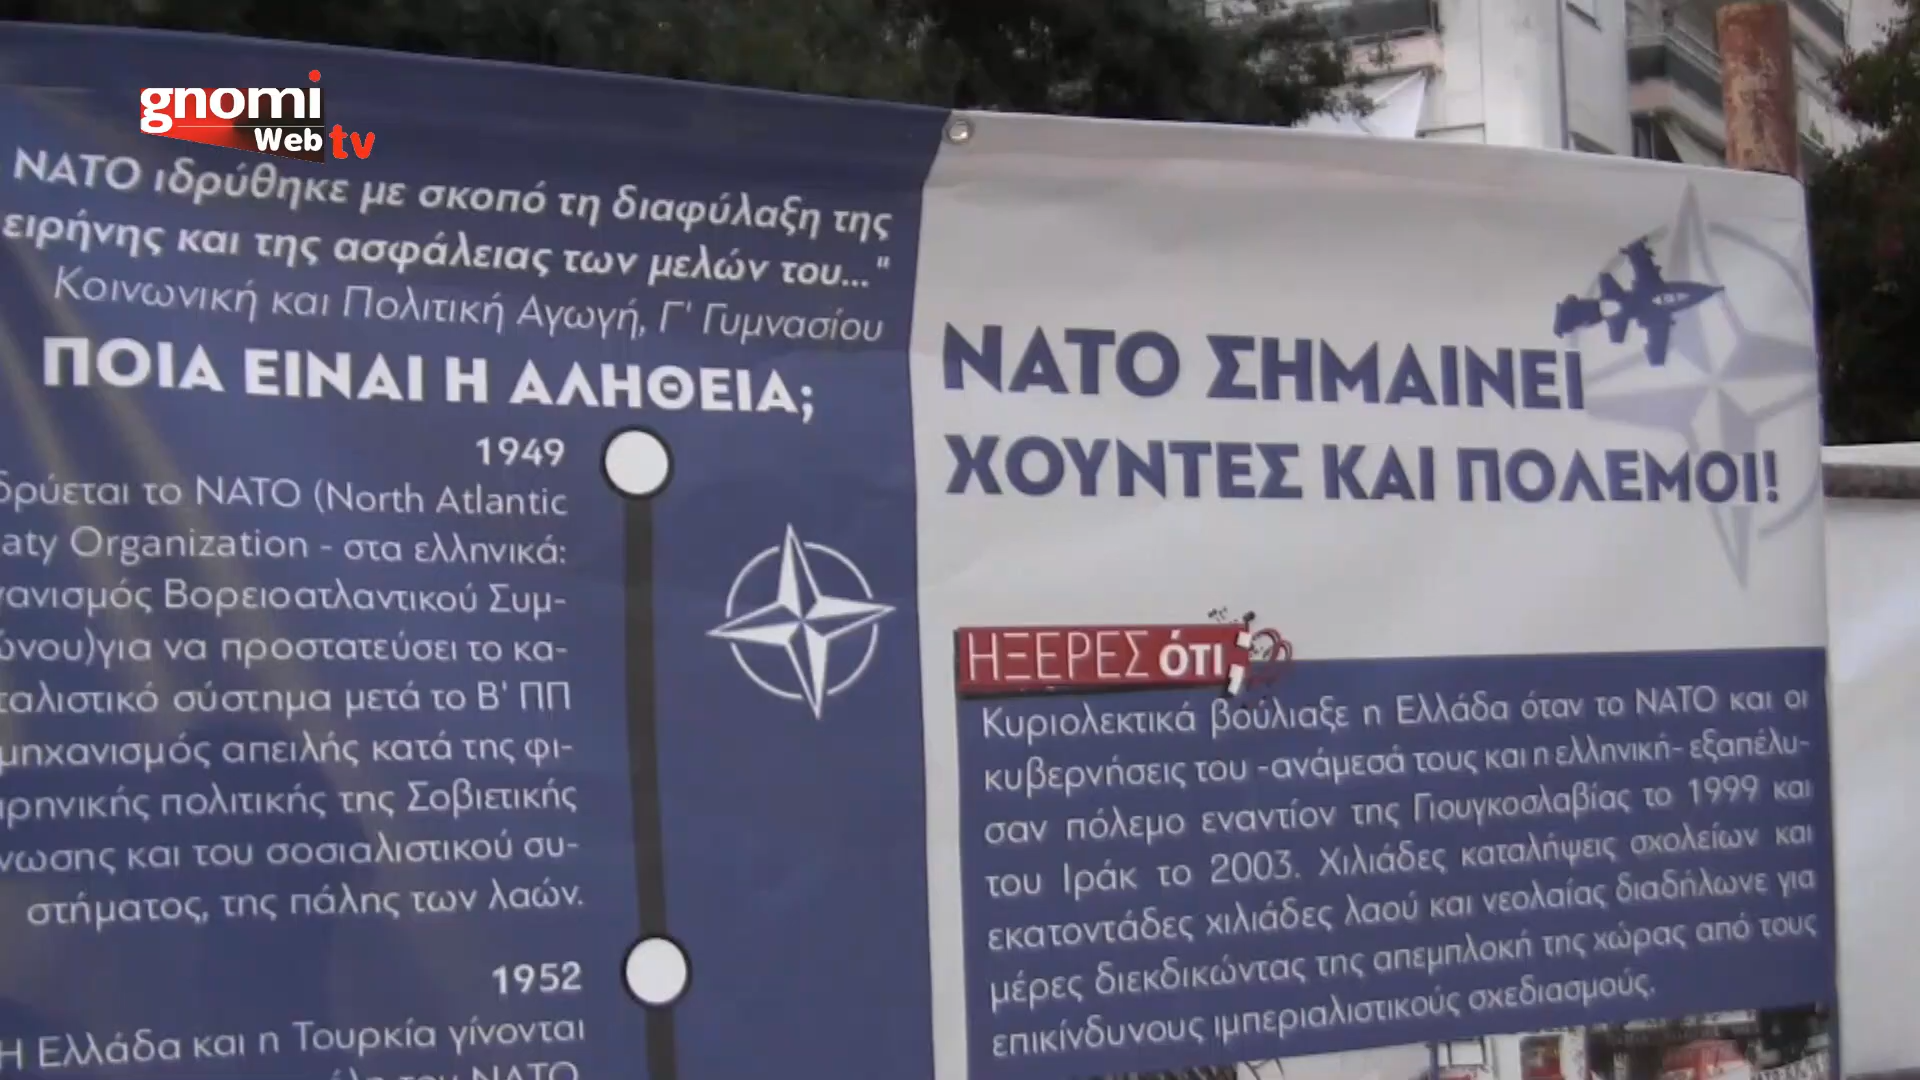 gnomi
Web tv
ΝΑΤΟ ιδρύθηκε με σκοπό τη διαφύλαξη της
ειρήνης και της ασφάλειας των μελών του..."
Κοινωνική και Πολιτική Αγωγή, Γ' Γυμνασίου
ΠΟΙΑ ΕΙΝΑΙ Η ΑΛΗΘΕΙΑ;
1949
δρύεται το ΝΑΤΟ (North Atlantic
aty Organization - στα ελληνικά:
γανισμός Βορειοατλαντικού Συμ-
ώνου)για να προστατεύσει το κα-
ταλιστικό σύστημα μετά το Β' ΠΠ
μηχανισμός απειλής κατά της φι-
ιρηνικής πολιτικής της Σοβιετικής
νωσης και του σοσιαλιστικού συ-
στήματος, της πάλης των λαών.
1952
Η Ελλάδα και η Τουρκία γίνονται
ΝΑΤΟ
ΝΑΤΟ ΣΗΜΑΙΝΕΙ
ΧΟΥΝΤΕΣ ΚΑΙ ΠΟΛΕΜΟΙ!
ΗΞΕΡΕΣ ΌΤΙ;
Κυριολεκτικά βούλιαξε η Ελλάδα όταν το ΝΑΤΟ και οι
κυβερνήσεις του -ανάμεσά τους και η ελληνική- εξαπέλυ-
σαν πόλεμο εναντίον της Γιουγκοσλαβίας το 1999 και
του Ιράκ το 2003. Χιλιάδες καταλήψεις σχολείων και
εκατοντάδες χιλιάδες λαού και νεολαίας διαδήλωνε για
μέρες διεκδικώντας της απεμπλοκή της χώρας από τους
επικίνδυνους ιμπεριαλιστικούς σχεδιασμούς.